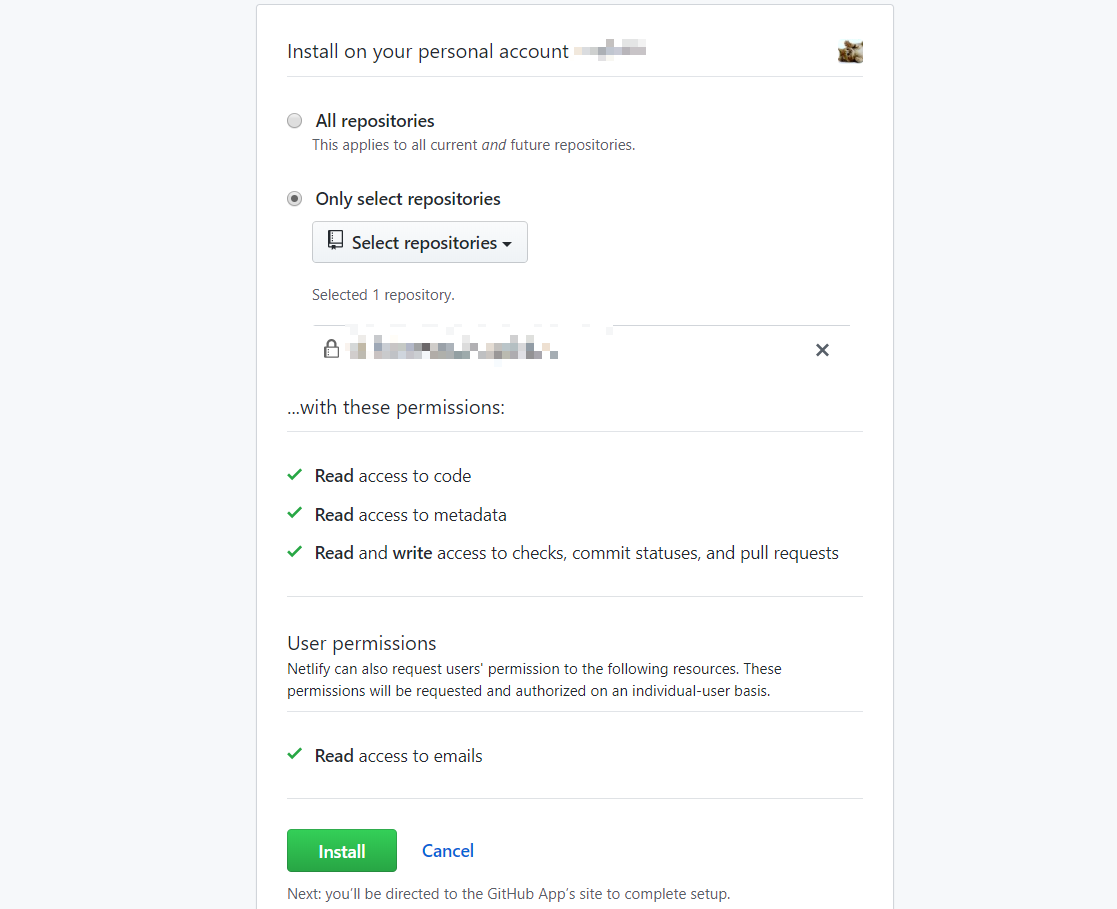 Install on your personal account
All repositories
This applies to all current and future repositories.
Only select repositories
Select repositories
Selected 1 repository.
...with these permissions:
Read access to code
Read access to metadata
Read and write access to checks, commit statuses, and pull requests
User permissions
Netlify can also request users' permission to the following resources. These
permissions will be requested and authorized on an individual-user basis.
Read access to emails
Install Cancel
Next: you'll be directed to the GitHub App's site to complete setup.